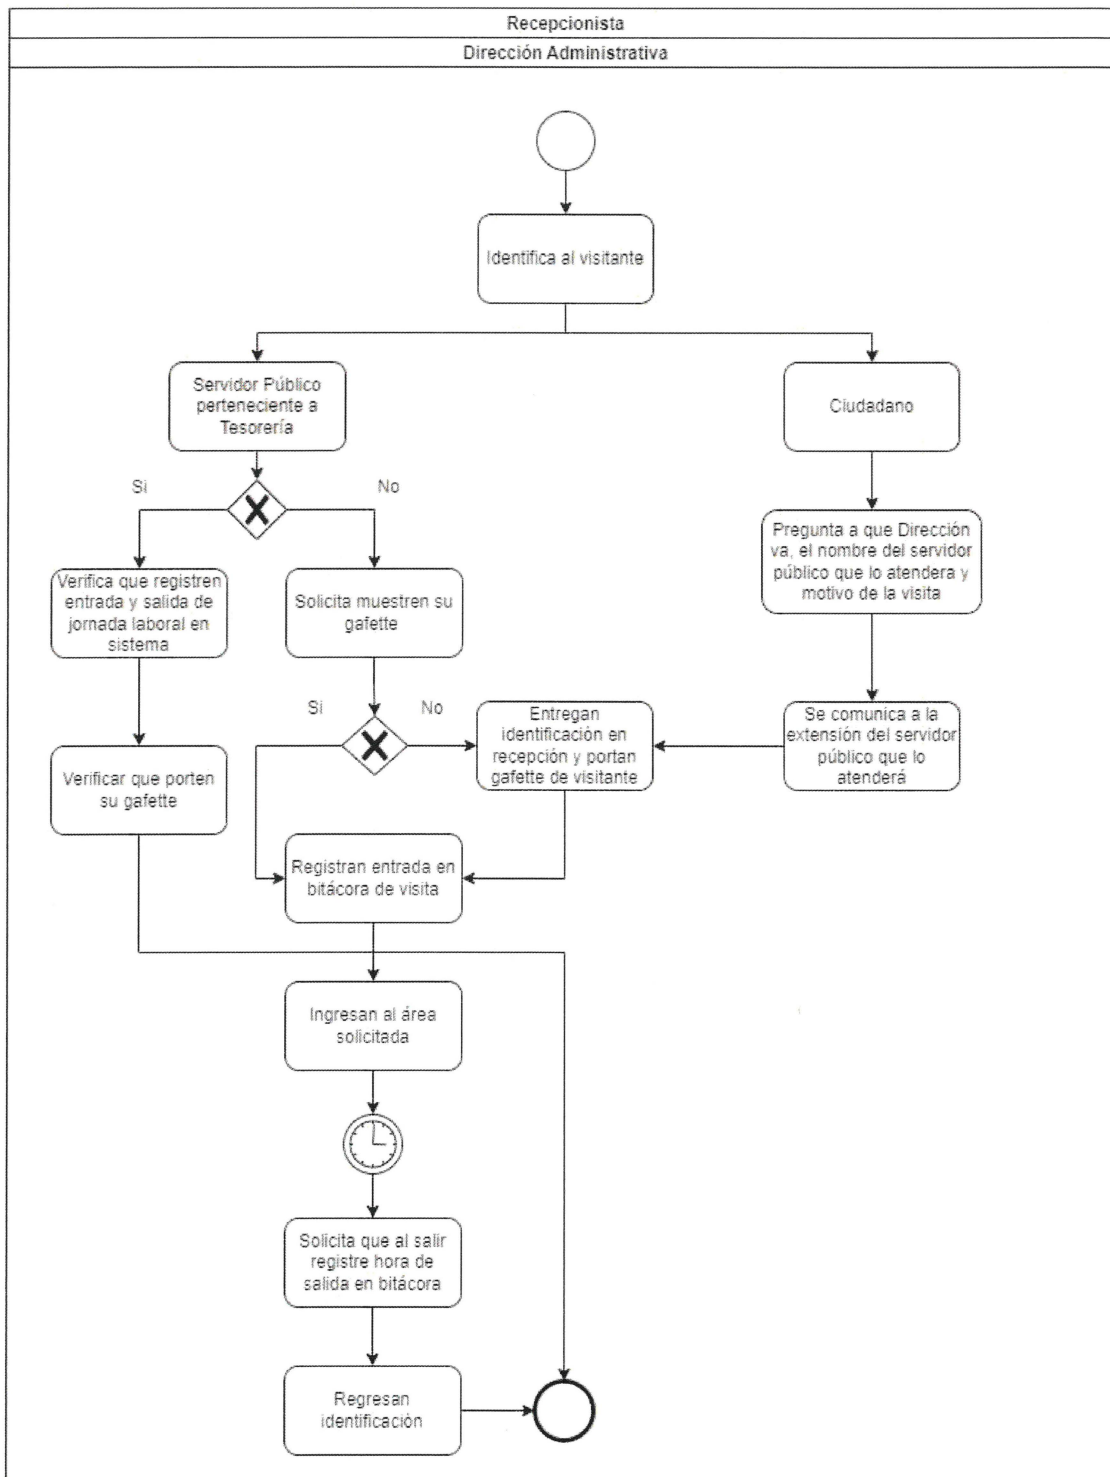 Recepcionista
Dirección Administrativa
Identifica al visitante
Servidor Público
perteneciente a
Tesorería
Ciudadano
Si
No
Pregunta a que Dirección
va, el nombre del servidor
público que lo atendera y
motivo de la visita
Verifica que registren
entrada y salida de
jornada laboral en
sistema
Solicita muestren su
gafette
Si
No
Entregan
identificación en
recepción y portan
gafette de visitante
Se comunica a la
extensión del servidor
público que lo
atenderá
Verificar que porten
su gafette
Registran entrada en
bitácora de visita
Ingresan al área
solicitada
Solicita que al salir
registre hora de
salida en bitácora
Regresan
identificación